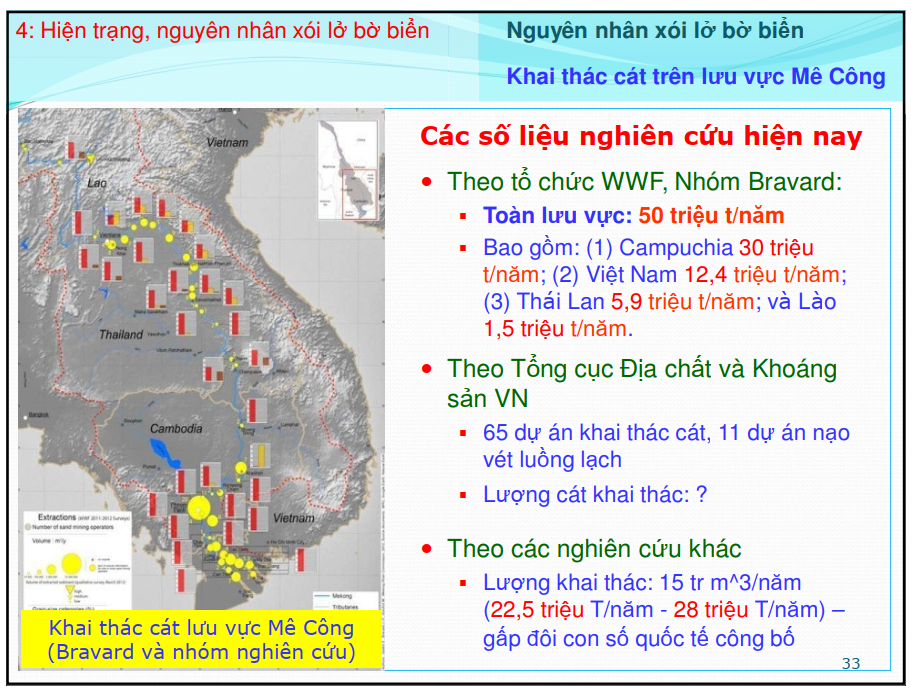 4: Hiện trạng, nguyên nhân xói lở bờ biển
Nguyên nhân xói lở bờ biển
Khai thác cát trên lưu vực Mê Công
Các số liệu nghiên cứu hiện nay
• Theo tổ chức WWF, Nhóm Bravard:
▪ Toàn lưu vực: 50 triệu t/năm
▪ Bao gồm: (1) Campuchia 30 triệu
t/năm; (2) Việt Nam 12,4 triệu t/năm;
(3) Thái Lan 5,9 triệu t/năm; và Lào
1,5 triệu t/năm.
• Theo Tổng cục Địa chất và Khoáng
sản VN
▪ 65 dự án khai thác cát, 11 dự án nạo
vét luồng lạch
▪ Lượng cát khai thác: ?
• Theo các nghiên cứu khác
▪ Lượng khai thác: 15 tr m^3/năm
(22,5 triệu T/năm - 28 triệu T/năm) –
gấp đôi con số quốc tế công bố
Vietnam
Lao
Thailand
Cambodia
Vietnam
Extractions (WWF 2011-2012 Surveys)
Number of sand mining operators
Volume : m³/y
Mekong
Tributaries
Khai thác cát lưu vực Mê Công
(Bravard và nhóm nghiên cứu)
33